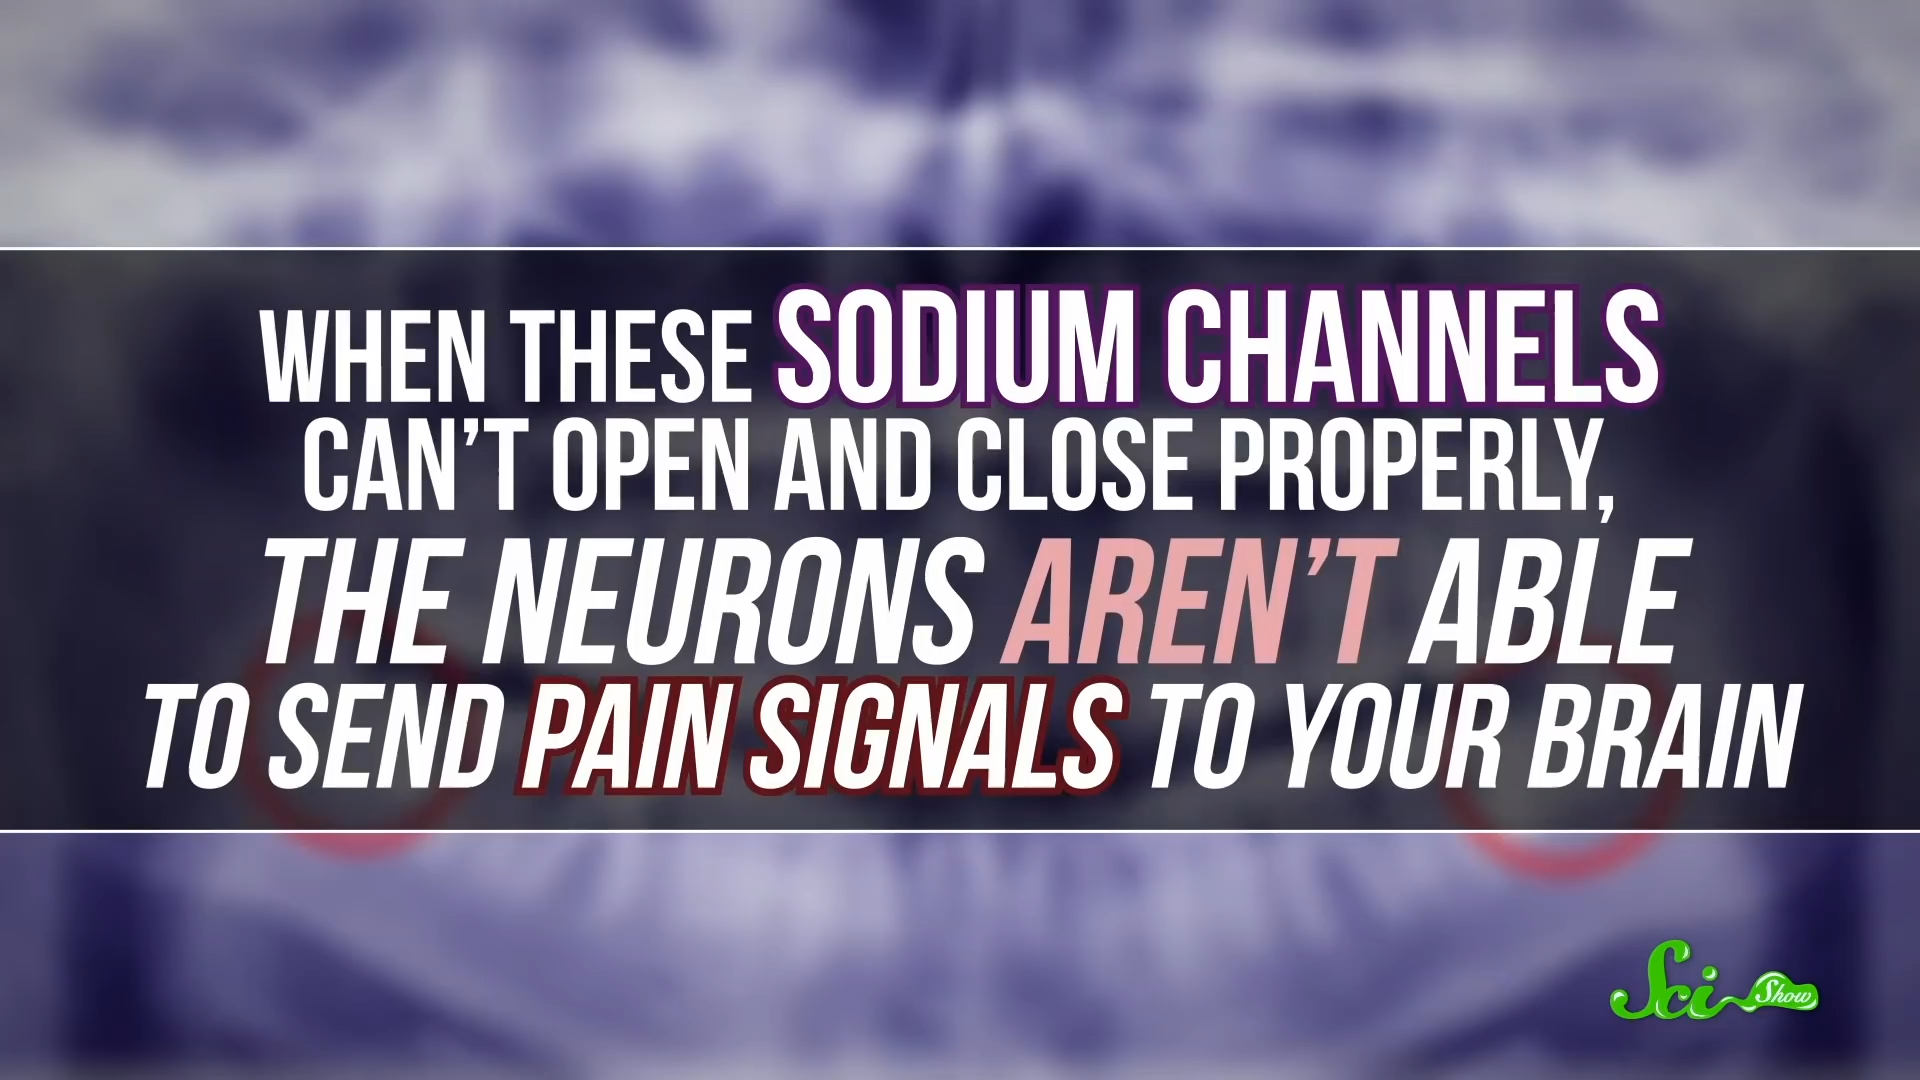 WHEN THESE SODIUM CHANNELS
CAN'T OPEN AND CLOSE PROPERLY,
THE NEURONS AREN'T ABLE
TO SEND PAIN SIGNALS TO YOUR BRAIN
Sci Show